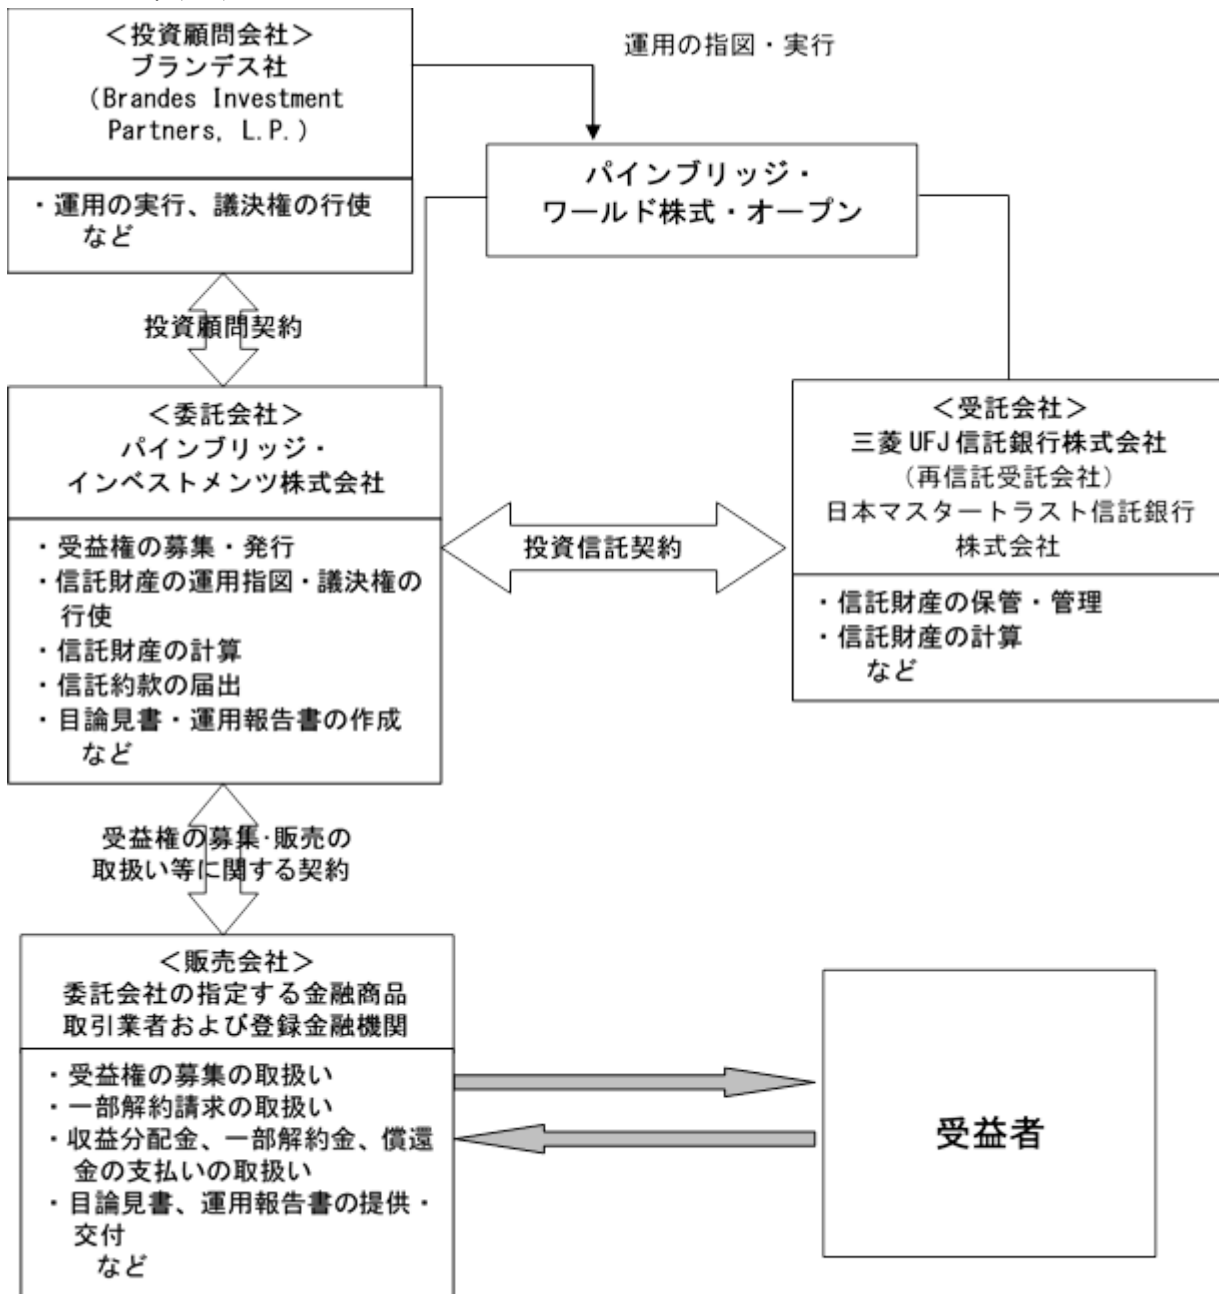 ＜投資顧問会社＞
ブランデス社
（Brandes Investment
Partners, L.P.）
・運用の実行、議決権の行使
など
運用の指図・実行
パインブリッジ・
ワールド株式・オープン
投資顧問契約
＜委託会社＞
パインブリッジ・
インベストメンツ株式会社
・受益権の募集・発行
・信託財産の運用指図・議決権の
行使
・信託財産の計算
・信託約款の届出
・目論見書・運用報告書の作成
など
投資信託契約
＜受託会社＞
三菱UFJ信託銀行株式会社
（再信託受託会社）
日本マスタートラスト信託銀行
株式会社
・信託財産の保管・管理
・信託財産の計算
など
受益権の募集・販売の
取扱い等に関する契約
＜販売会社＞
委託会社の指定する金融商品
取引業者および登録金融機関
・受益権の募集の取扱い
・一部解約請求の取扱い
・収益分配金、一部解約金、償還
金の支払いの取扱い
・目論見書、運用報告書の提供・
交付
など
受益者